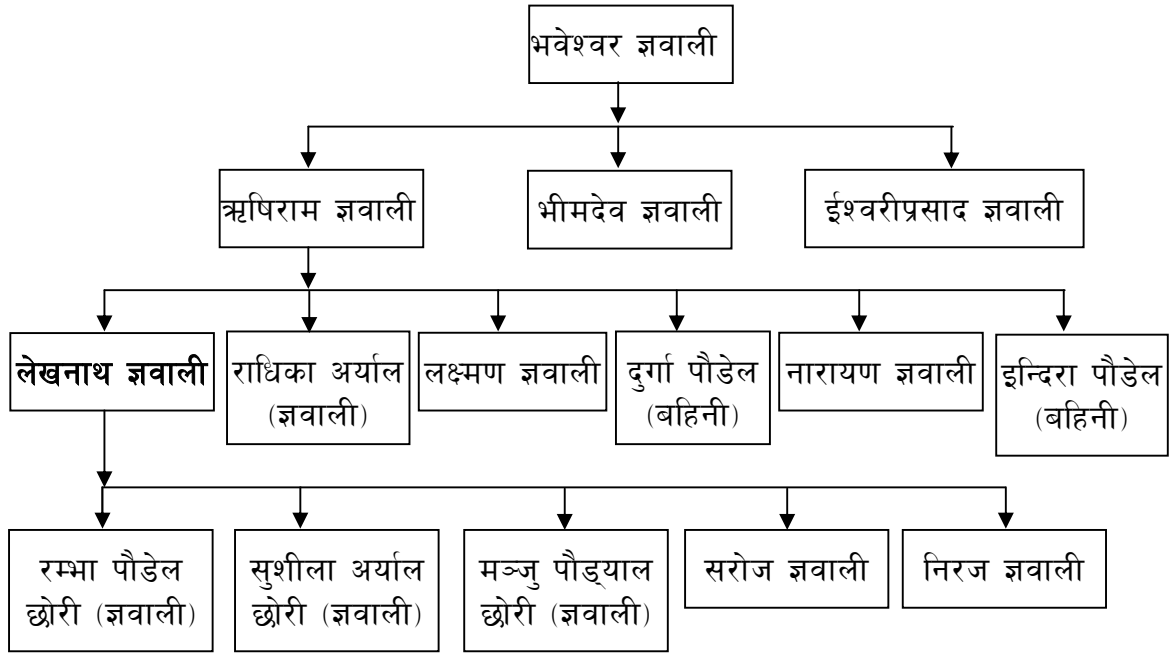 भवेश्वर ज्ञवाली
ऋषिराम ज्ञवाली
भीमदेव ज्ञवाली
ईश्वरीप्रसाद ज्ञवाली
लेखनाथ ज्ञवाली
राधिका अर्याल
(ज्ञवाली)
लक्ष्मण ज्ञवाली
दुर्गा पौडेल
(बहिनी)
नारायण ज्ञवाली
इन्दिरा पौडेल
(बहिनी)
रम्भा पौडेल
छोरी (ज्ञवाली)
सुशीला अर्याल
छोरी (ज्ञवाली)
मञ्जु पौड्याल
छोरी (ज्ञवाली)
सरोज ज्ञवाली
निरज ज्ञवाली